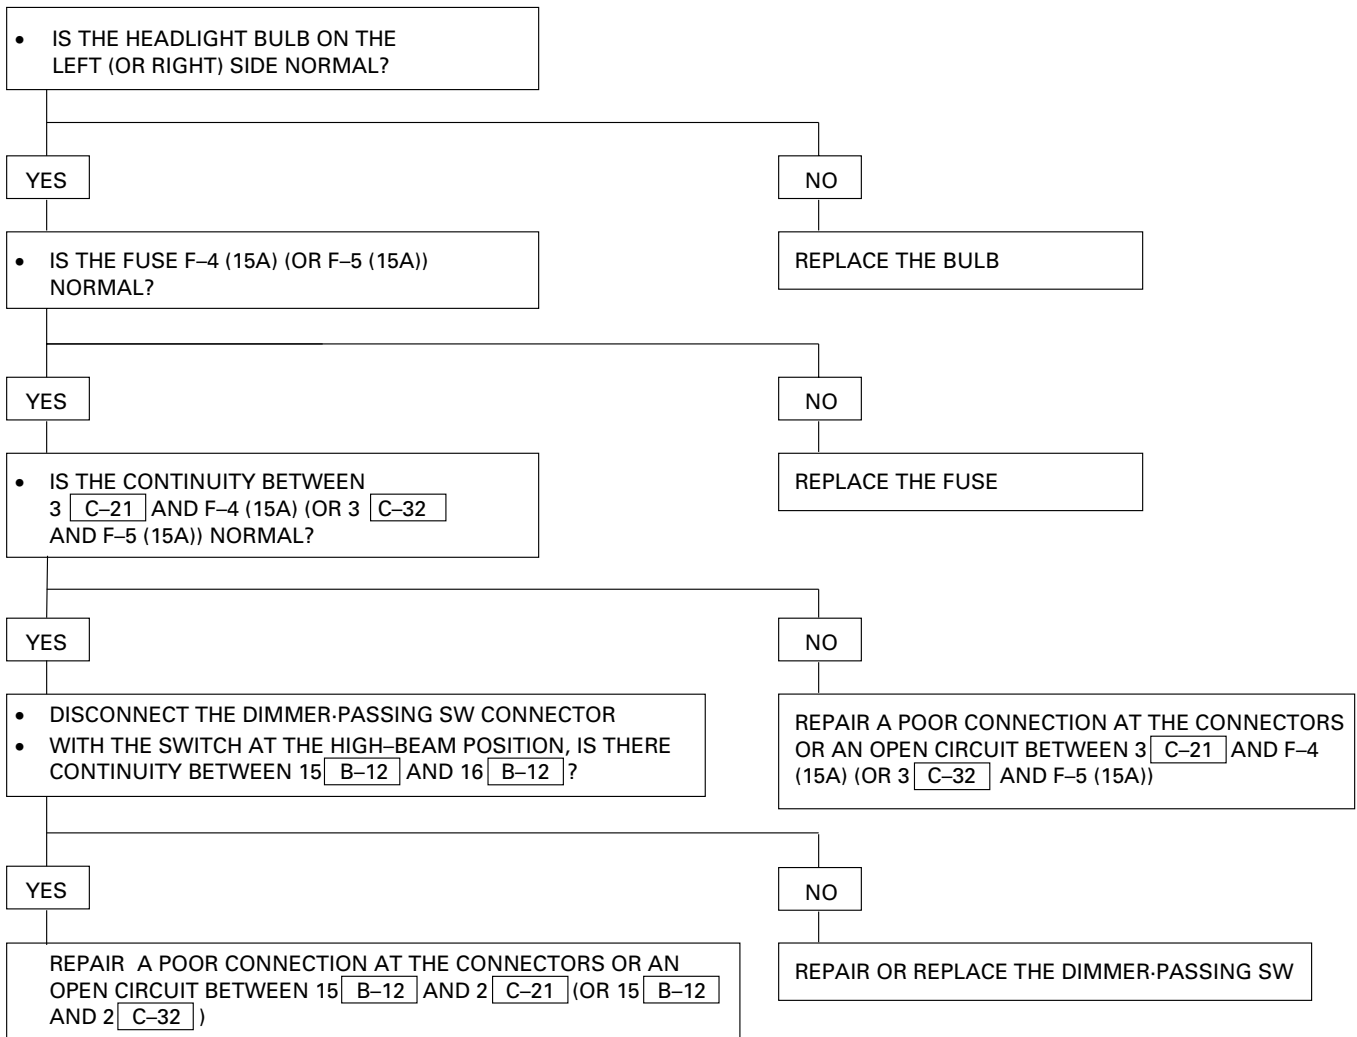 • IS THE HEADLIGHT BULB ON THE
LEFT (OR RIGHT) SIDE NORMAL?
YES
NO
• IS THE FUSE F–4 (15A) (OR F–5 (15A))
NORMAL?
REPLACE THE BULB
YES
NO
• IS THE CONTINUITY BETWEEN
3 C–21 AND F–4 (15A) (OR 3 C–32
AND F–5 (15A)) NORMAL?
REPLACE THE FUSE
YES
NO
• DISCONNECT THE DIMMER·PASSING SW CONNECTOR
• WITH THE SWITCH AT THE HIGH–BEAM POSITION, IS THERE
CONTINUITY BETWEEN 15 B–12 AND 16 B–12 ?
REPAIR A POOR CONNECTION AT THE CONNECTORS
OR AN OPEN CIRCUIT BETWEEN 3 C–21 AND F–4
(15A) (OR 3 C–32 AND F–5 (15A))
YES
NO
REPAIR A POOR CONNECTION AT THE CONNECTORS OR AN
OPEN CIRCUIT BETWEEN 15 B–12 AND 2 C–21 (OR 15 B–12
AND 2 C–32 )
REPAIR OR REPLACE THE DIMMER·PASSING SW